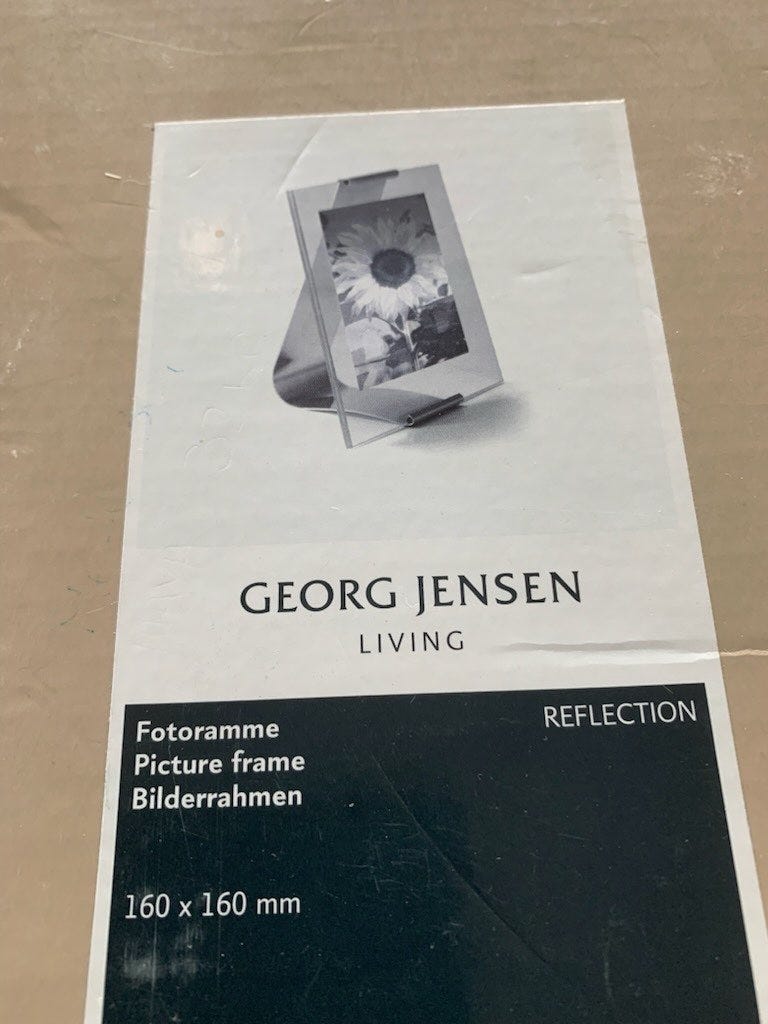 GEORG JENSEN
LIVING
REFLECTION
Fotoramme
Picture frame
Bilderrahmen
160 x 160 mm